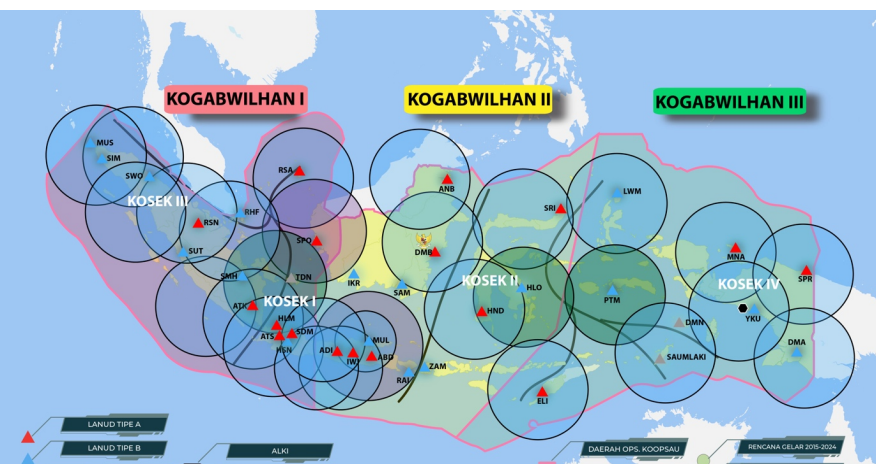 KOGABWILHAN I
KOGABWILHAN II
KOGABWILHAN III
MUS
SIM
SWO
KOSEK III
RSN
SUT
RHF
RSA
SPO
TDN
SMH
KOSEK I
ATK
HLM
ATS
SDM
HSN
ADI
IWJ
MUL
ABD
RAI
ZAM
IKR
SAM
ANB
DMB
SRI
KOSEK II
HND
HLO
ELI
LWM
PTM
DMN
SAUMLAKI
MNA
KOSEK IV
YKU
SPR
DMA
LANUD TIPE A
LANUD TIPE B
ALKI
DAERAH OPS. KOOPSAU
RENCANA GELAR 2015-2024